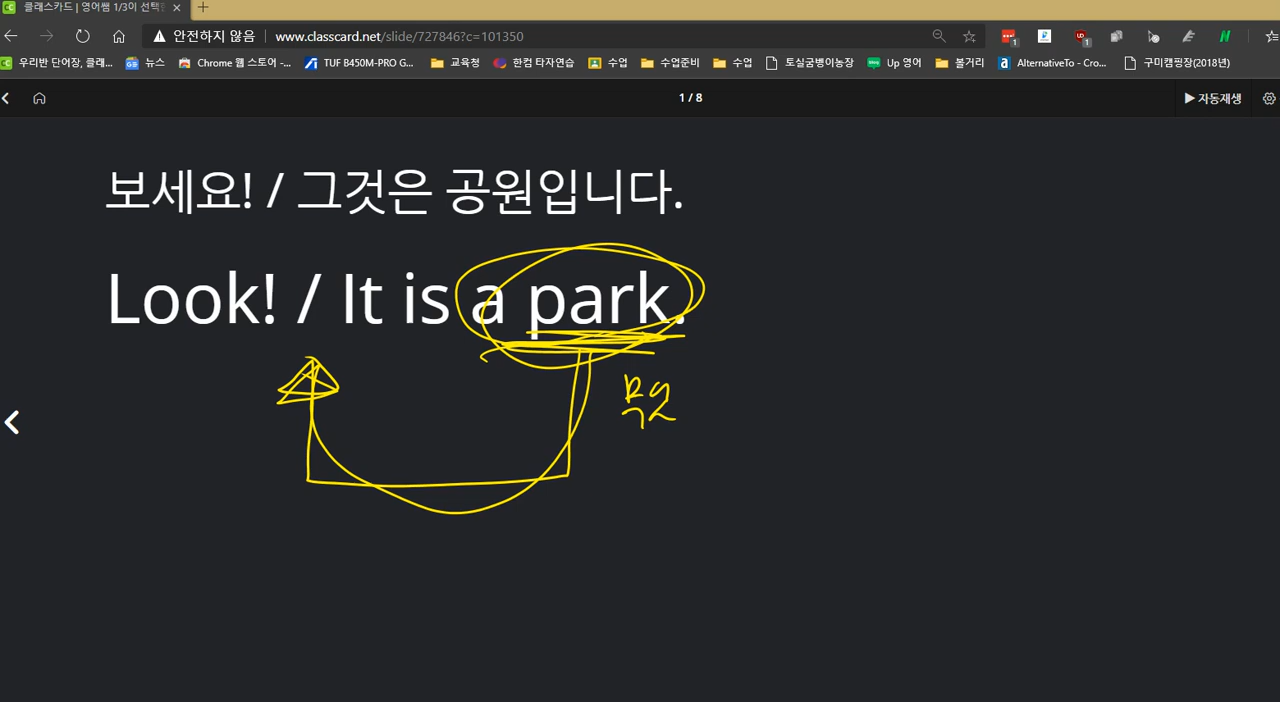 클래스카드 | 영어쌤 1/3이 선택한
안전하지 않음 | www.classcard.net/slide/727846?c=101350
우리반 단어장, 클래... 뉴스 Chrome 웹 스토어 -... TUF B450M-PRO G... 교육청 한컴 타자연습 수업 수업준비 수업 토실굼벵이농장 Up 영어 볼거리 AlternativeTo - Cro... 구미캠핑장(2018년)
1 / 8 ▶ 자동재생
보세요! / 그것은 공원입니다.
Look! / It is a park.